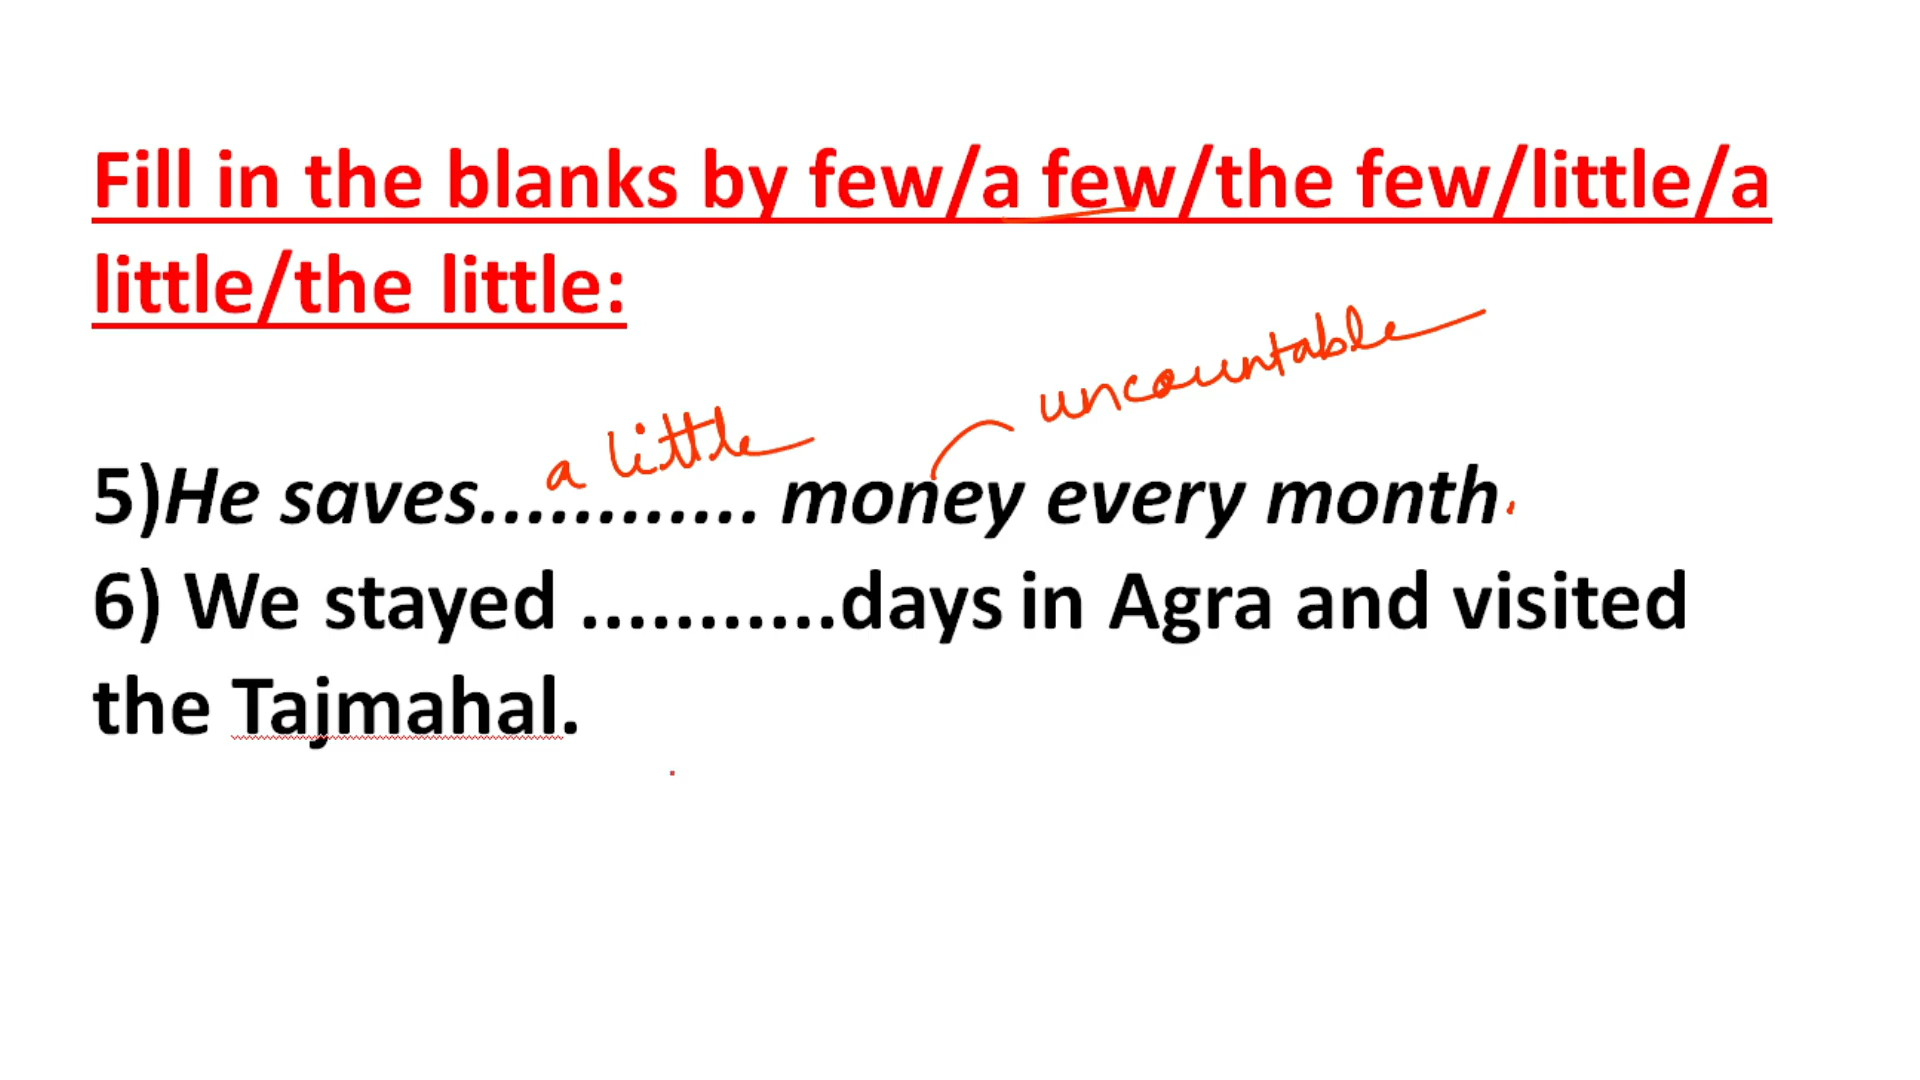 Fill in the blanks by few/a few/the few/little/a
little/the little:
uncountable
a little
5)He saves............ money every month.
6) We stayed ...........days in Agra and visited
the Tajmahal.